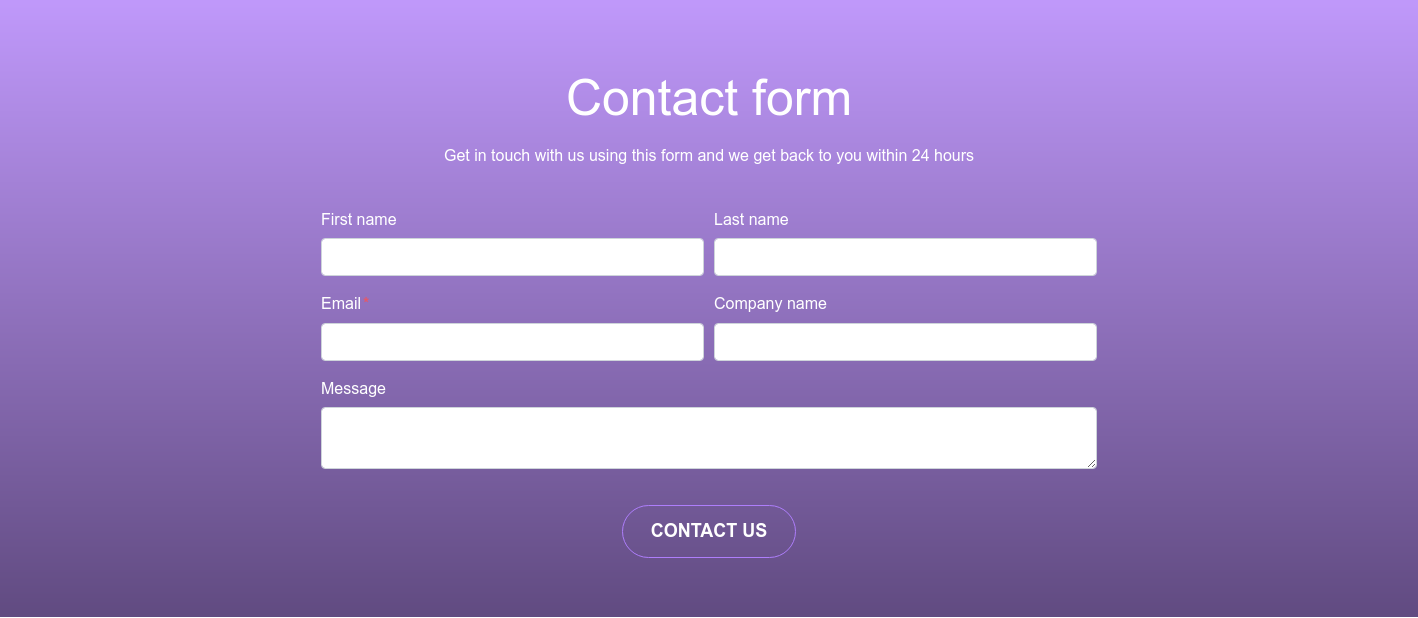 Contact form
Get in touch with us using this form and we get back to you within 24 hours
First name
Last name
Email*
Company name
Message
CONTACT US